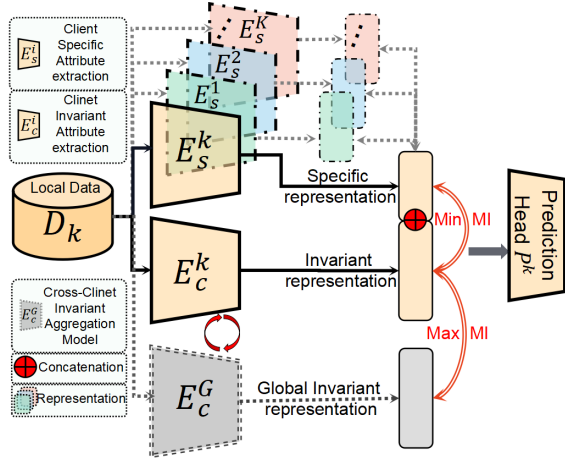 E_s^i
Client
Specific
Attribute
extraction
E_c^i
Clinet
Invariant
Attribute
extraction
E_s^K
E_s^2
E_s^1
E_s^k
Local Data
D_k
E_c^k
Specific
representation
Invariant
representation
Min MI
Max MI
Prediction
Head P^k
E_c^G
Cross-Clinet
Invariant
Aggregation
Model
Concatenation
Representation
E_c^G
Global Invariant
representation